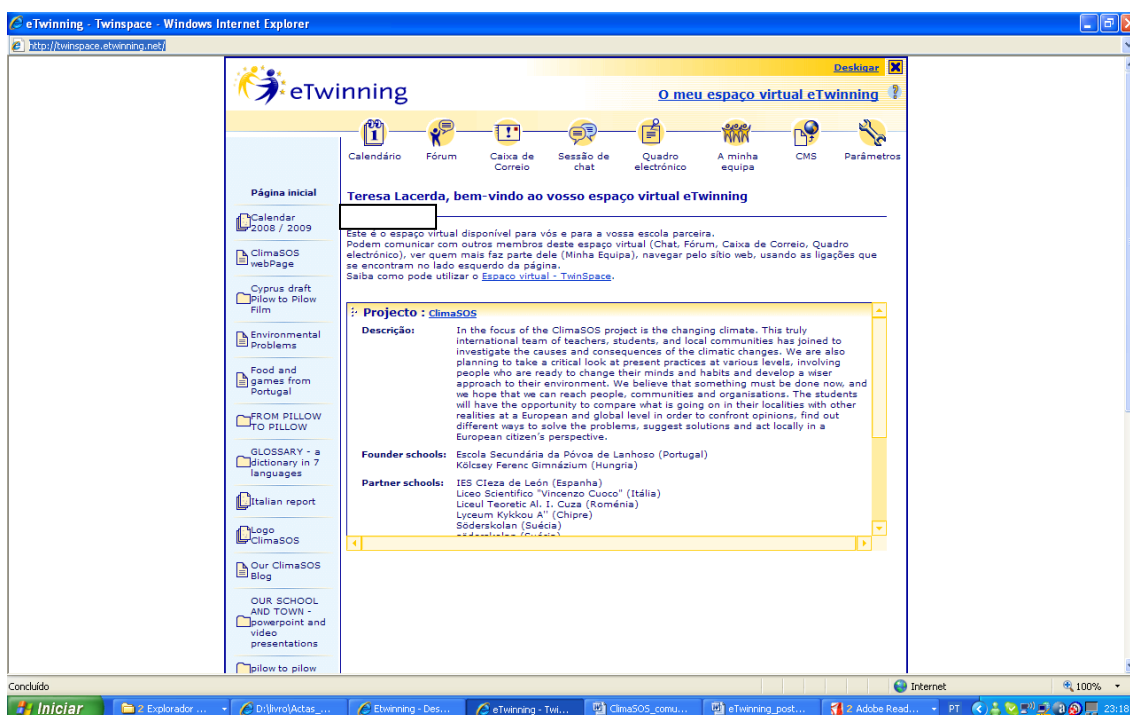 eTwinning - Twinspace - Windows Internet Explorer
http://twinspace.etwinning.net/
Desligar
eTwinning
O meu espaço virtual eTwinning
Calendário
Fórum
Caixa de
Correio
Sessão de
chat
Quadro
electrónico
A minha
equipa
CMS
Parâmetros
Página inicial
Calendar
2008 / 2009
ClimaSOS
webPage
Cyprus draft
Pilow to Pilow
Film
Environmental
Problems
Food and
games from
Portugal
FROM PILLOW
TO PILLOW
GLOSSARY - a
dictionary in 7
languages
Italian report
Logo
ClimaSOS
Our ClimaSOS
Blog
OUR SCHOOL
AND TOWN -
powerpoint and
video
presentations
pilow to pilow
Teresa Lacerda, bem-vindo ao vosso espaço virtual eTwinning
Este é o espaço virtual disponível para vós e para a vossa escola parceira.
Podem comunicar com outros membros deste espaço virtual (Chat, Fórum, Caixa de Correio, Quadro
electrónico), ver quem mais faz parte dele (Minha Equipa), navegar pelo sítio web, usando as ligações que
se encontram no lado esquerdo da página.
Saiba como pode utilizar o Espaço virtual - TwinSpace.
Projecto : ClimaSOS
Descrição: In the focus of the ClimaSOS project is the changing climate. This truly
international team of teachers, students, and local communities has joined to
investigate the causes and consequences of the climatic changes. We are also
planning to take a critical look at present practices at various levels, involving
people who are ready to change their minds and habits and develop a wiser
approach to their environment. We believe that something must be done now, and
we hope that we can reach people, communities and organisations. The students
will have the opportunity to compare what is going on in their localities with other
realities at a European and global level in order to confront opinions, find out
different ways to solve the problems, suggest solutions and act locally in a
European citizen's perspective.
Founder schools: Escola Secundária da Póvoa de Lanhoso (Portugal)
Kölcsey Ferenc Gimnázium (Hungria)
Partner schools: IES CIeza de León (Espanha)
Liceo Scientifico "Vincenzo Cuoco" (Itália)
Liceul Teoretic Al. I. Cuza (Roménia)
Lyceum Kykkou A" (Chipre)
Söderskolan (Suécia)
söderskolan (Suécia)
Concluído
Internet
100%
Iniciar
2 Explorador ...
D:\livro\Actas_...
Etwinning - Des...
eTwinning - Twi...
ClimaSOS_comu...
eTwinning_post...
2 Adobe Read...
PT
23:18